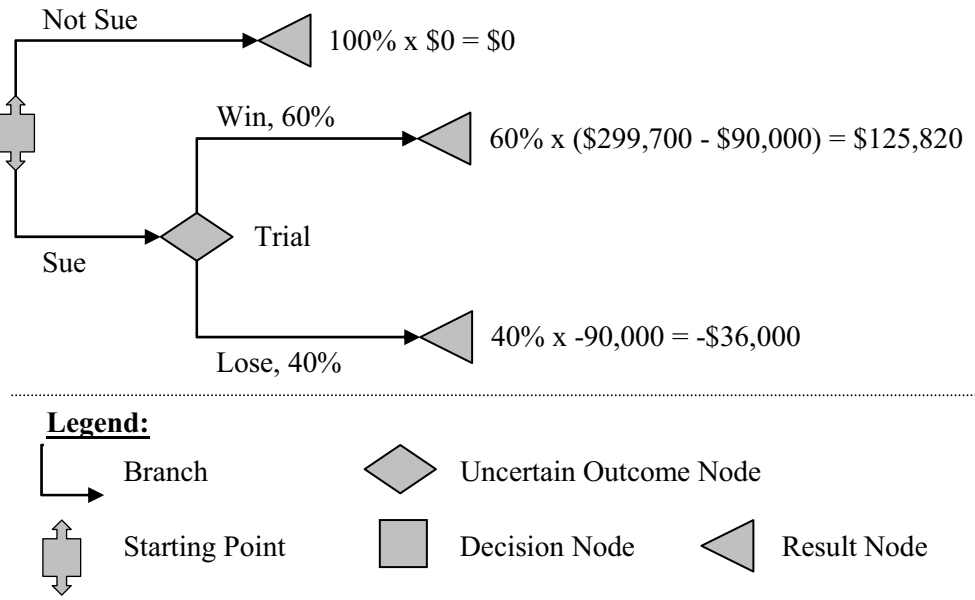 Not Sue
100% x $0 = $0
Win, 60%
60% x ($299,700 - $90,000) = $125,820
Trial
Sue
40% x -90,000 = -$36,000
Lose, 40%
Legend:
Branch
Uncertain Outcome Node
Starting Point
Decision Node
Result Node